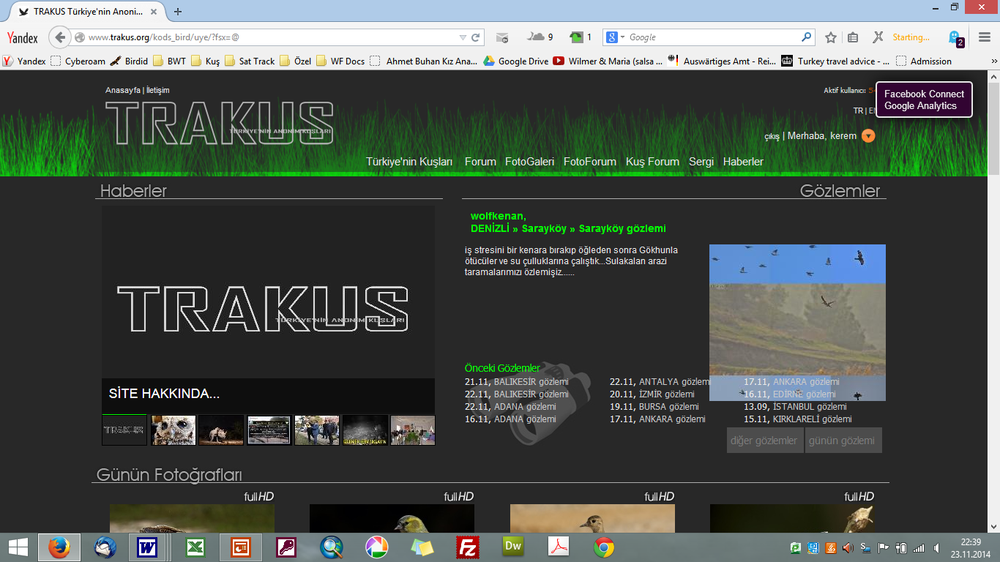 TRAKUS Türkiye'nin Anoni...
Yandex
www.trakus.org/kods_bird/uye/?fsx=@
9
1
Google
Starting...
2
Yandex
Cyberoam
Birdid
BWT
Kuş
Sat Track
Özel
WF Docs
Ahmet Buhan Kız Ana...
Google Drive
Wilmer & Maria (salsa ...
Auswärtiges Amt - Rei...
Turkey travel advice - ...
Admission
Anasayfa | İletişim
Aktif kullanıcı:
Facebook Connect
Google Analytics
TR | EN
TRAKUS
TÜRKİYE'NİN ANONİM KUŞLARI
çıkış | Merhaba, kerem
Türkiye'nin Kuşları
Forum
FotoGaleri
FotoForum
Kuş Forum
Sergi
Haberler
Haberler
Gözlemler
wolfkenan,
DENİZLİ » Sarayköy » Sarayköy gözlemi
iş stresini bir kenara bırakıp öğleden sonra Gökhunla
ötücüler ve su çulluklarına çalıştık...Sulakalan arazi
taramalarımızı özlemişiz......
TRAKUS
TÜRKİYE'NİN ANONİM KUŞLARI
SİTE HAKKINDA...
TRAKUS
Önceki Gözlemler
21.11, BALIKESİR gözlemi
22.11, ANTALYA gözlemi
17.11, ANKARA gözlemi
22.11, BALIKESİR gözlemi
20.11, İZMİR gözlemi
16.11, EDİRNE gözlemi
22.11, ADANA gözlemi
19.11, BURSA gözlemi
13.09, İSTANBUL gözlemi
16.11, ADANA gözlemi
17.11, ANKARA gözlemi
15.11, KIRKLARELİ gözlemi
diğer gözlemler
günün gözlemi
Günün Fotoğrafları
fullHD
fullHD
fullHD
fullHD
Dw
22:39
23.11.2014